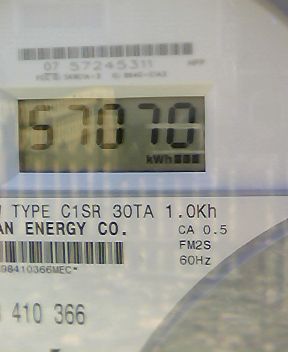 07 57245311
57070
kWh
TYPE C1SR 30TA 1.0Kh
AN ENERGY CO. CA 0.5
FM2S
98410366MEC* 60Hz
410 366